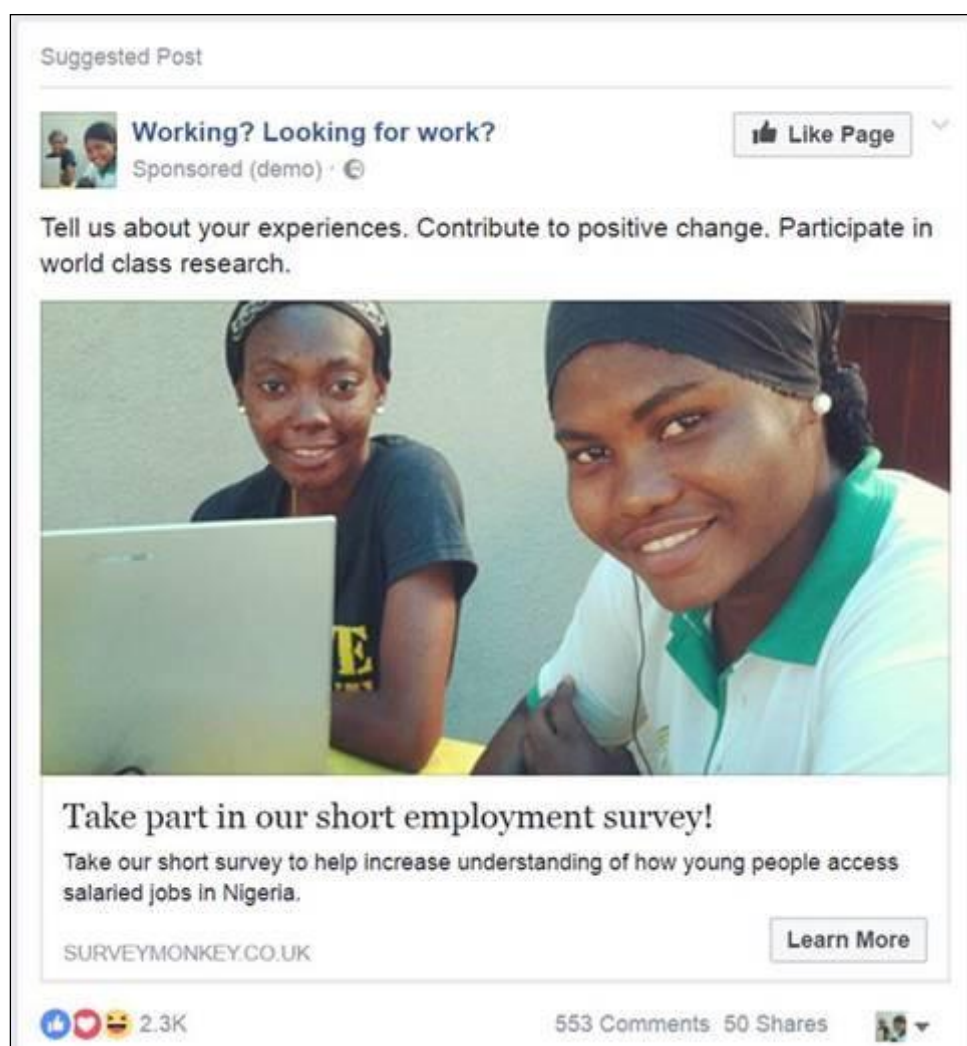 Suggested Post
Working? Looking for work?
Like Page
Sponsored (demo) ·
Tell us about your experiences. Contribute to positive change. Participate in
world class research.
Take part in our short employment survey!
Take our short survey to help increase understanding of how young people access
salaried jobs in Nigeria.
SURVEYMONKEY.CO.UK
Learn More
2.3K
553 Comments 50 Shares